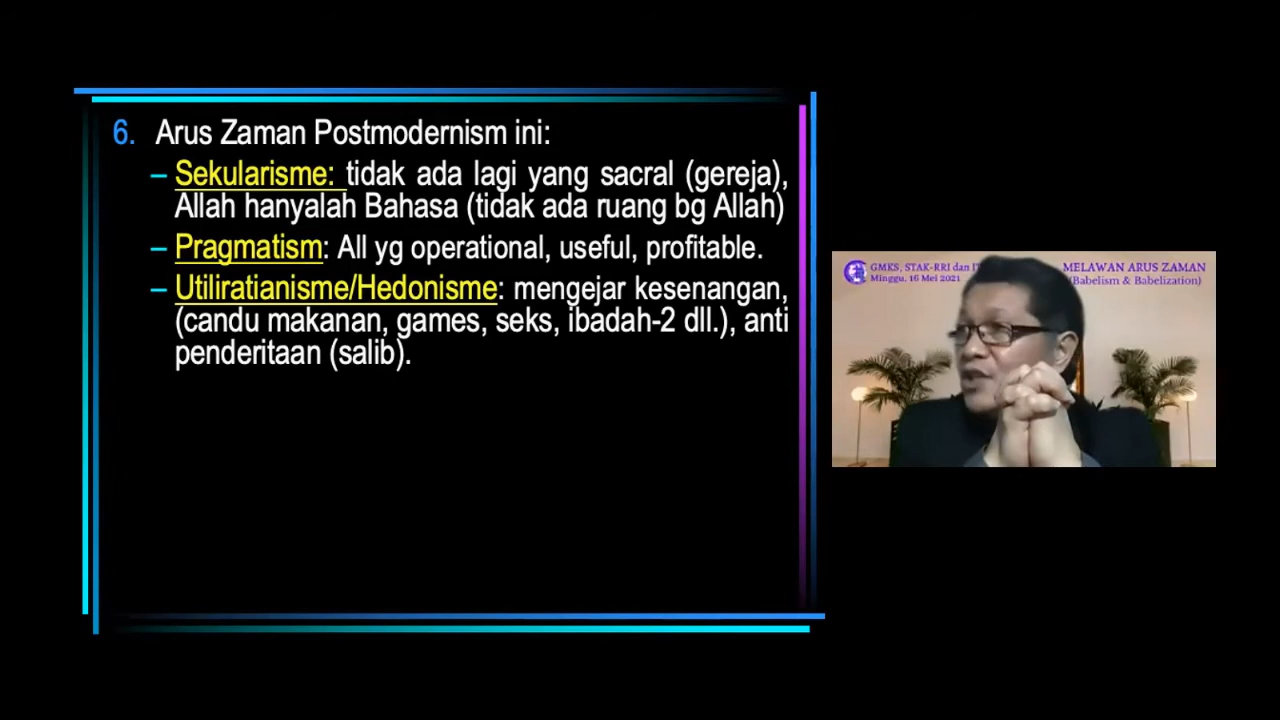 6. Arus Zaman Postmodernism ini:
– Sekularisme: tidak ada lagi yang sacral (gereja),
Allah hanyalah Bahasa (tidak ada ruang bg Allah)
– Pragmatism: All yg operational, useful, profitable.
– Utiliratianisme/Hedonisme: mengejar kesenangan,
(candu makanan, games, seks, ibadah-2 dll.), anti
penderitaan (salib).
GMKS, STAK-RRI dan
Minggu, 16 Mei 2021
MELAWAN ARUS ZAMAN
(Babelism & Babelization)